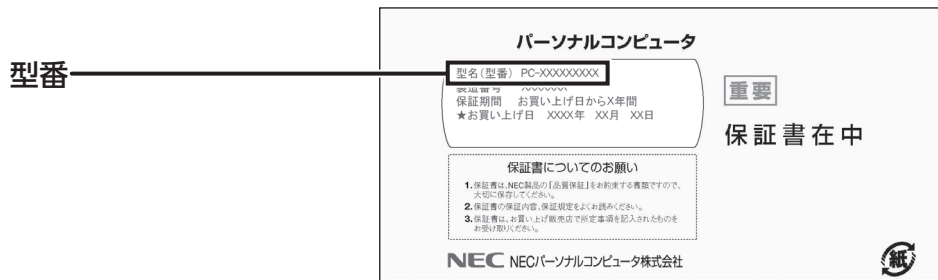 型番
パーソナルコンピュータ
型名(型番) PC-XXXXXXXXX
製造番号 XXXXXXX
保証期間 お買い上げ日からX年間
★お買い上げ日 XXXX年 XX月 XX日
重要
保証書在中
保証書についてのお願い
1.保証書は、NEC製品の「品質保証」をお約束する書類ですので、
大切に保存してください。
2.保証書の保証内容、保証規定をよくお読みください。
3.保証書は、お買い上げ販売店で所定事項を記入されたものを
お受け取りください。
NEC NECパーソナルコンピュータ株式会社
紙